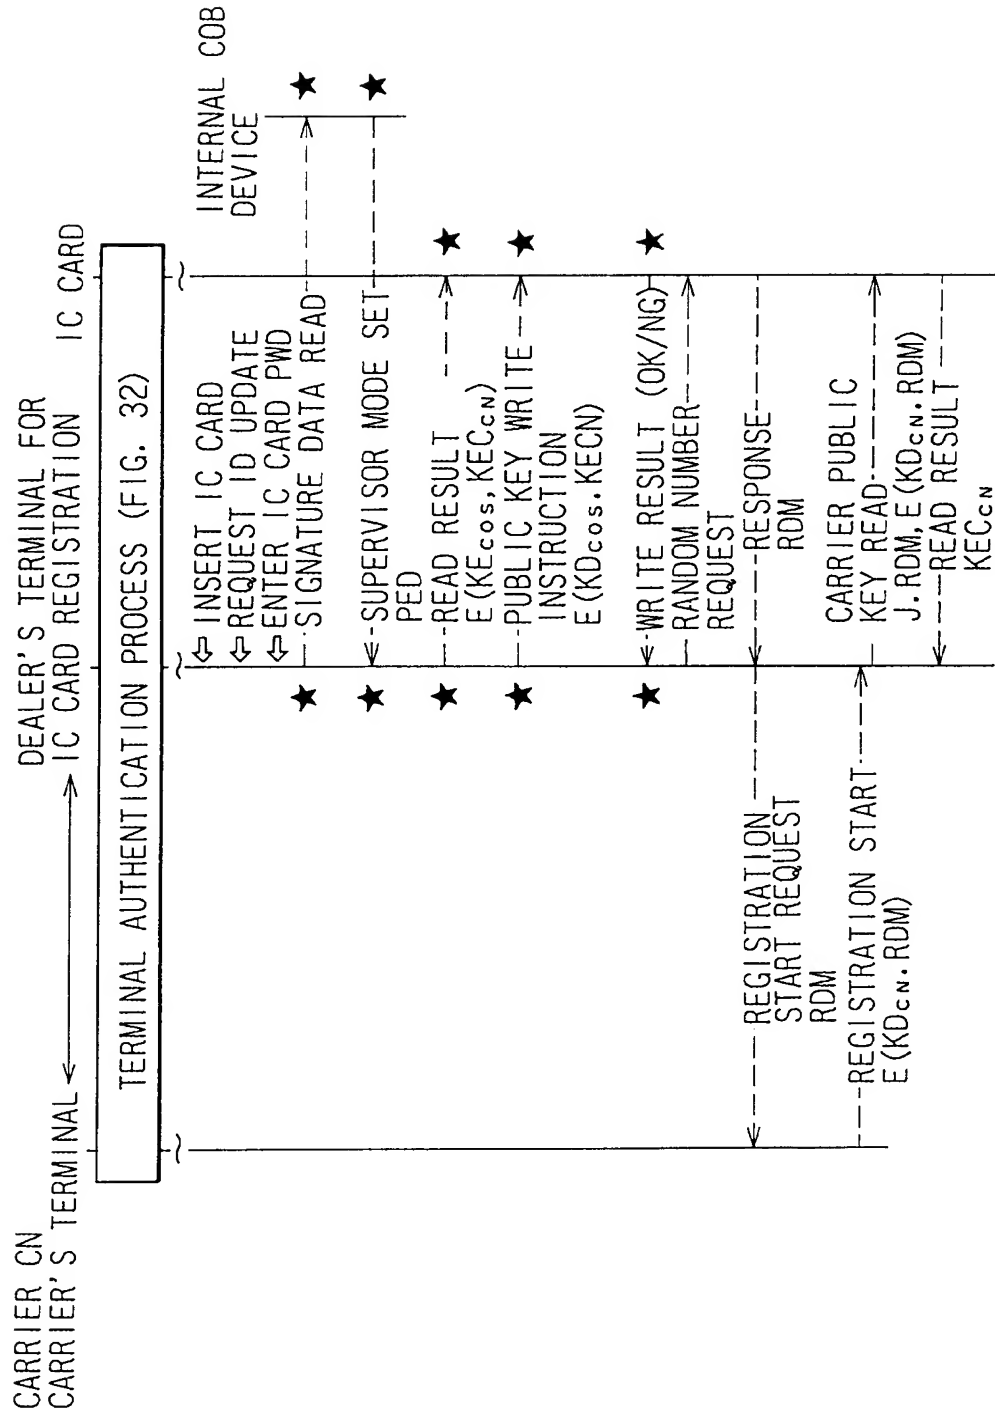 CARRIER CN
CARRIER'S TERMINAL
DEALER'S TERMINAL FOR
IC CARD REGISTRATION
IC CARD
TERMINAL AUTHENTICATION PROCESS (FIG. 32)
INTERNAL COB
DEVICE
INSERT IC CARD
REQUEST ID UPDATE
ENTER IC CARD PWD
SIGNATURE DATA READ
SUPERVISOR MODE SET
PED
READ RESULT
E(KEcos,KECCN)
PUBLIC KEY WRITE
INSTRUCTION
E(KDcos.KECN)
WRITE RESULT (OK/NG)
RANDOM NUMBER
REQUEST
RESPONSE
RDM
REGISTRATION
START REQUEST
RDM
REGISTRATION START
E(KDCN.RDM)
CARRIER PUBLIC
KEY READ
J.RDM,E(KDCN.RDM)
READ RESULT
KECCN